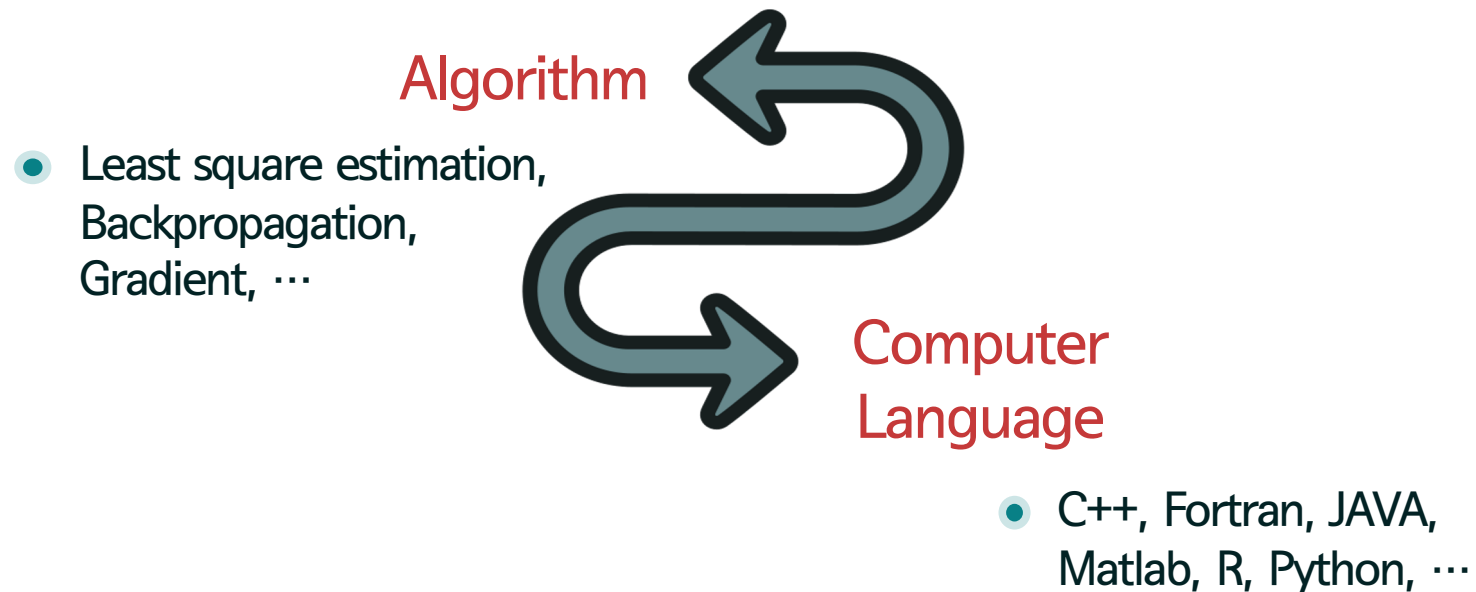 Algorithm
Least square estimation,
Backpropagation,
Gradient, ⋯
Computer
Language
C++, Fortran, JAVA,
Matlab, R, Python, ⋯